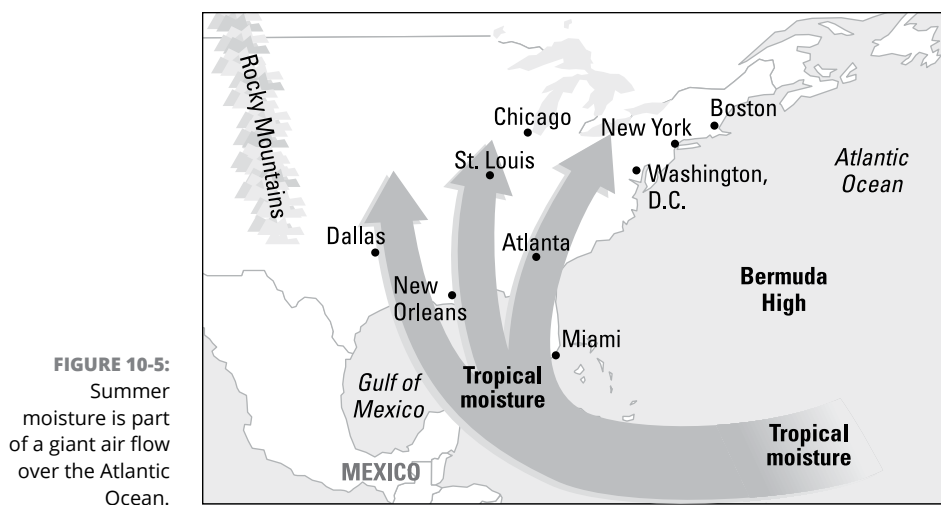 Rocky Mountains
Chicago
Boston
New York
St. Louis
Washington,
D.C.
Atlantic
Ocean
Dallas
Atlanta
New
Orleans
Bermuda
High
Miami
Gulf of
Mexico
Tropical
moisture
Tropical
moisture
MEXICO
FIGURE 10-5:
Summer
moisture is part
of a giant air flow
over the Atlantic
Ocean.